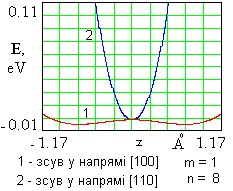 0.11
2
E,
eV
1
-0.01
-1.17 z Å 1.17
1 - зсув у напрямі [100] m = 1
2 - зсув у напрямі [110] n = 8